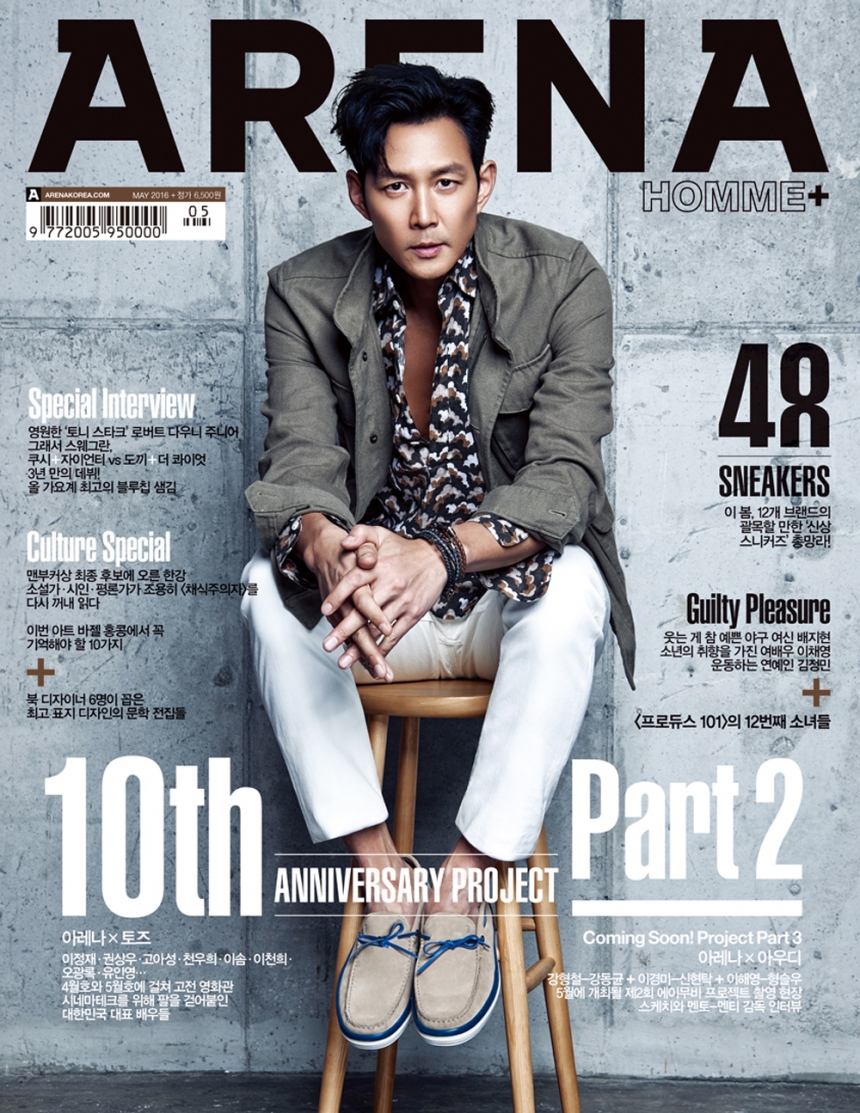 ARENA
HOMME+
A ARENAKOREA.COM MAY 2016 + 정가 6,500원
05
9 772005 950000
Special Interview
영원한 '토니 스타크' 로버트 다우니 주니어
그래서 스웨그란,
쿠시+자이언티 vs 도끼+더 콰이엇
3년 만의 데뷔!
올 가요계 최고의 블루칩 샘김
Culture Special
맨부커상 최종 후보에 오른 한강
소설가·시인·평론가가 조용히 〈채식주의자〉를
다시 꺼내 읽다
이번 아트 바젤 홍콩에서 꼭
기억해야 할 10가지
+
북 디자이너 6명이 꼽은
최고 표지 디자인의 문학 전집들
48
SNEAKERS
이 봄, 12개 브랜드의
괄목할 만한 '신상
스니커즈' 총망라!
Guilty Pleasure
웃는 게 참 예쁜 야구 여신 배지현
소년의 취향을 가진 여배우 이채영
운동하는 연예인 김정민
+
〈프로듀스 101〉의 12번째 소녀들
10th
ANNIVERSARY PROJECT
Part 2
아레나×토즈
이정재·권상우·고아성·천우희·이솜·이천희·
오광록·유인영…
4월호와 5월호에 걸쳐 고전 영화관
시네마테크를 위해 팔을 걷어붙인
대한민국 대표 배우들
Coming Soon! Project Part 3
아레나×아우디
강형철–강동균 + 이경미–신현탁 + 이해영–형슬우
5월에 개최될 제2회 에이무비 프로젝트 촬영 현장
스케치와 멘토–멘티 감독 인터뷰